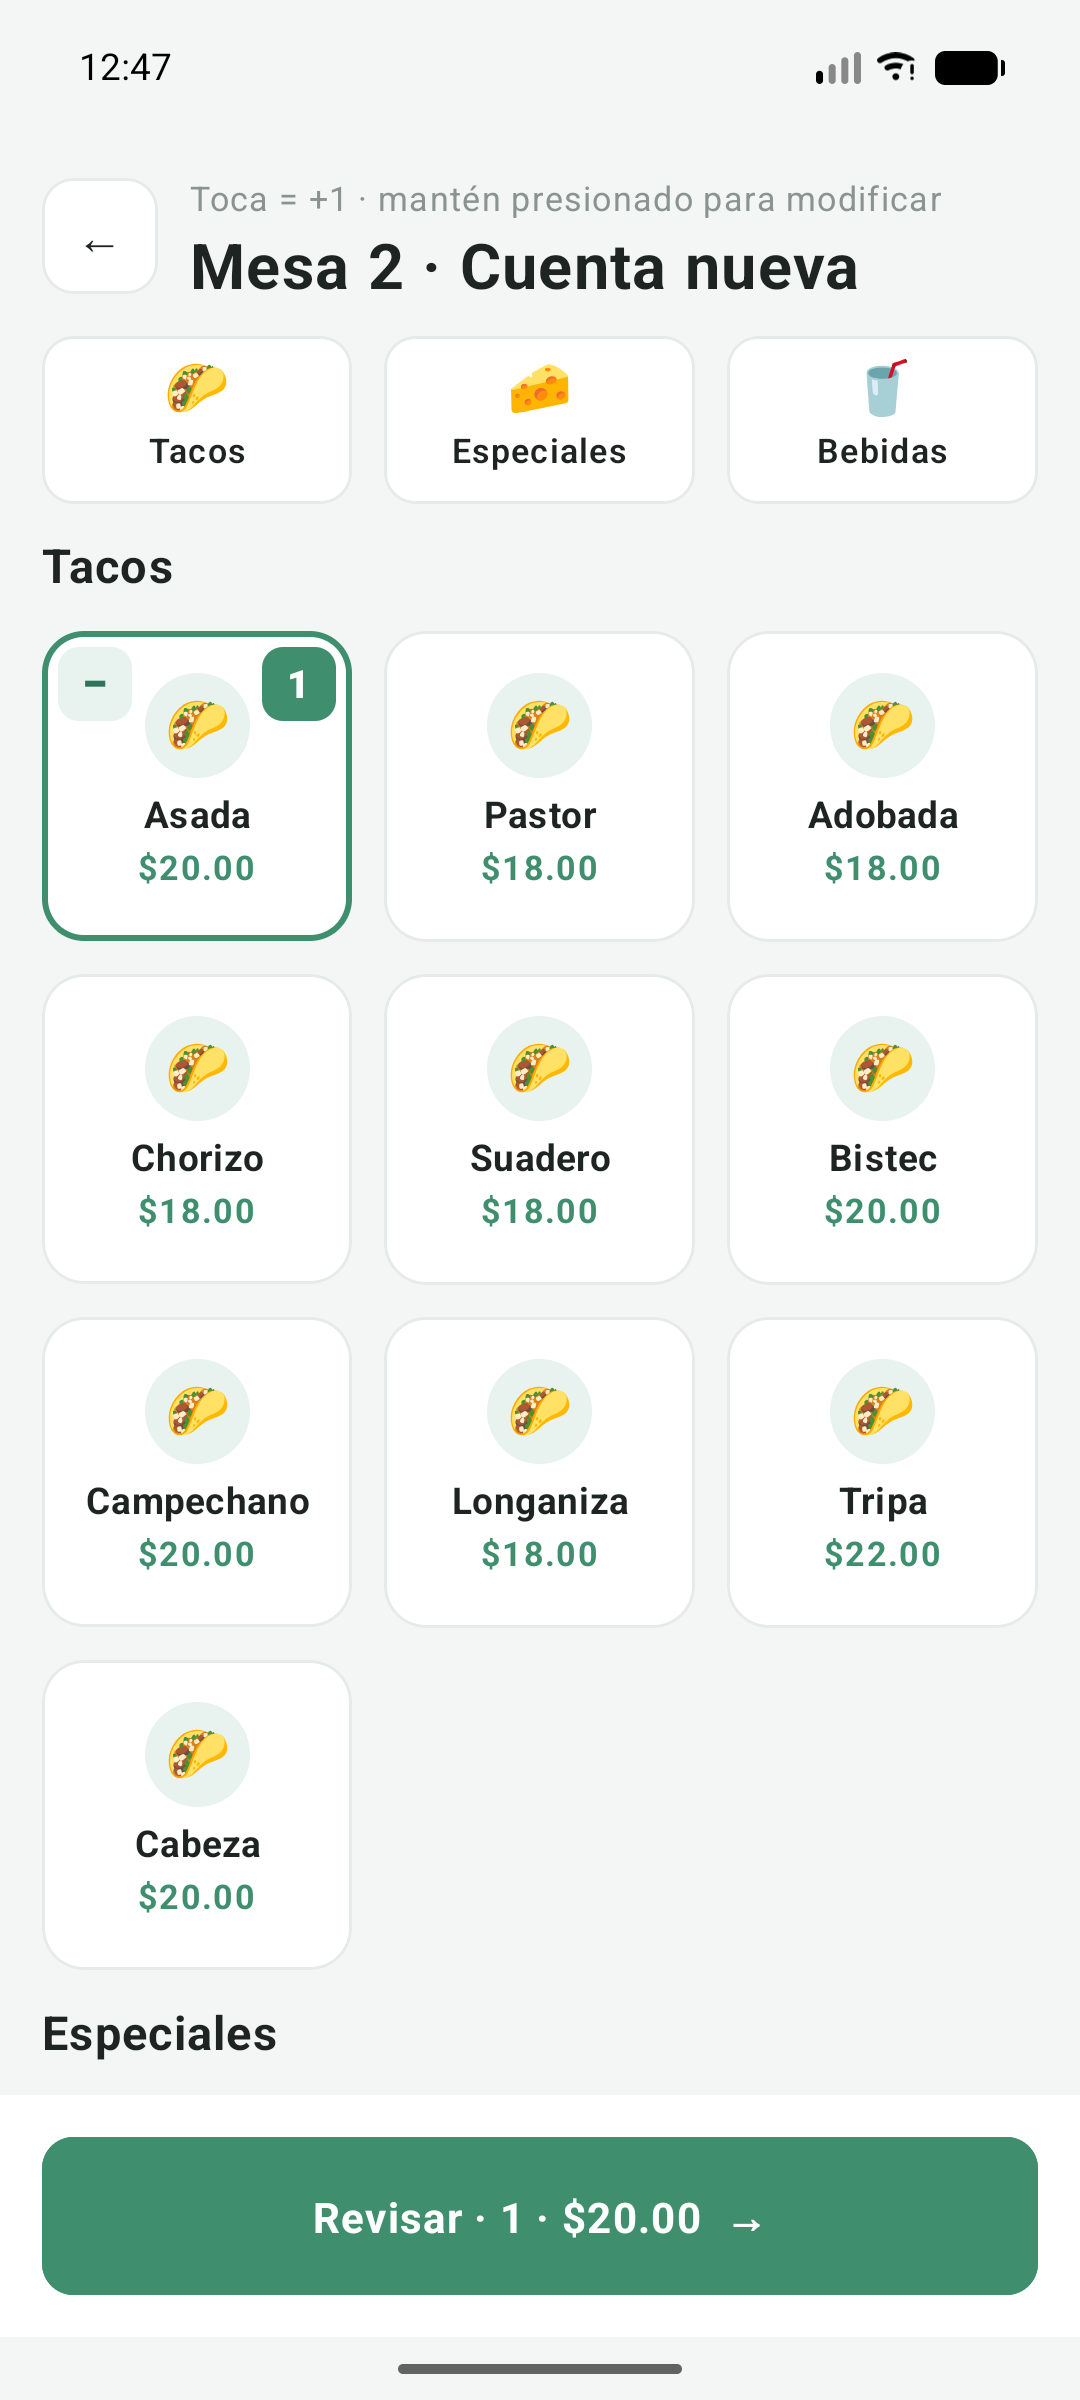 12:47
←
Toca = +1 · mantén presionado para modificar
Mesa 2 · Cuenta nueva
Tacos
Especiales
Bebidas
Tacos
−
1
Asada
$20.00
Pastor
$18.00
Adobada
$18.00
Chorizo
$18.00
Suadero
$18.00
Bistec
$20.00
Campechano
$20.00
Longaniza
$18.00
Tripa
$22.00
Cabeza
$20.00
Especiales
Revisar · 1 · $20.00 →